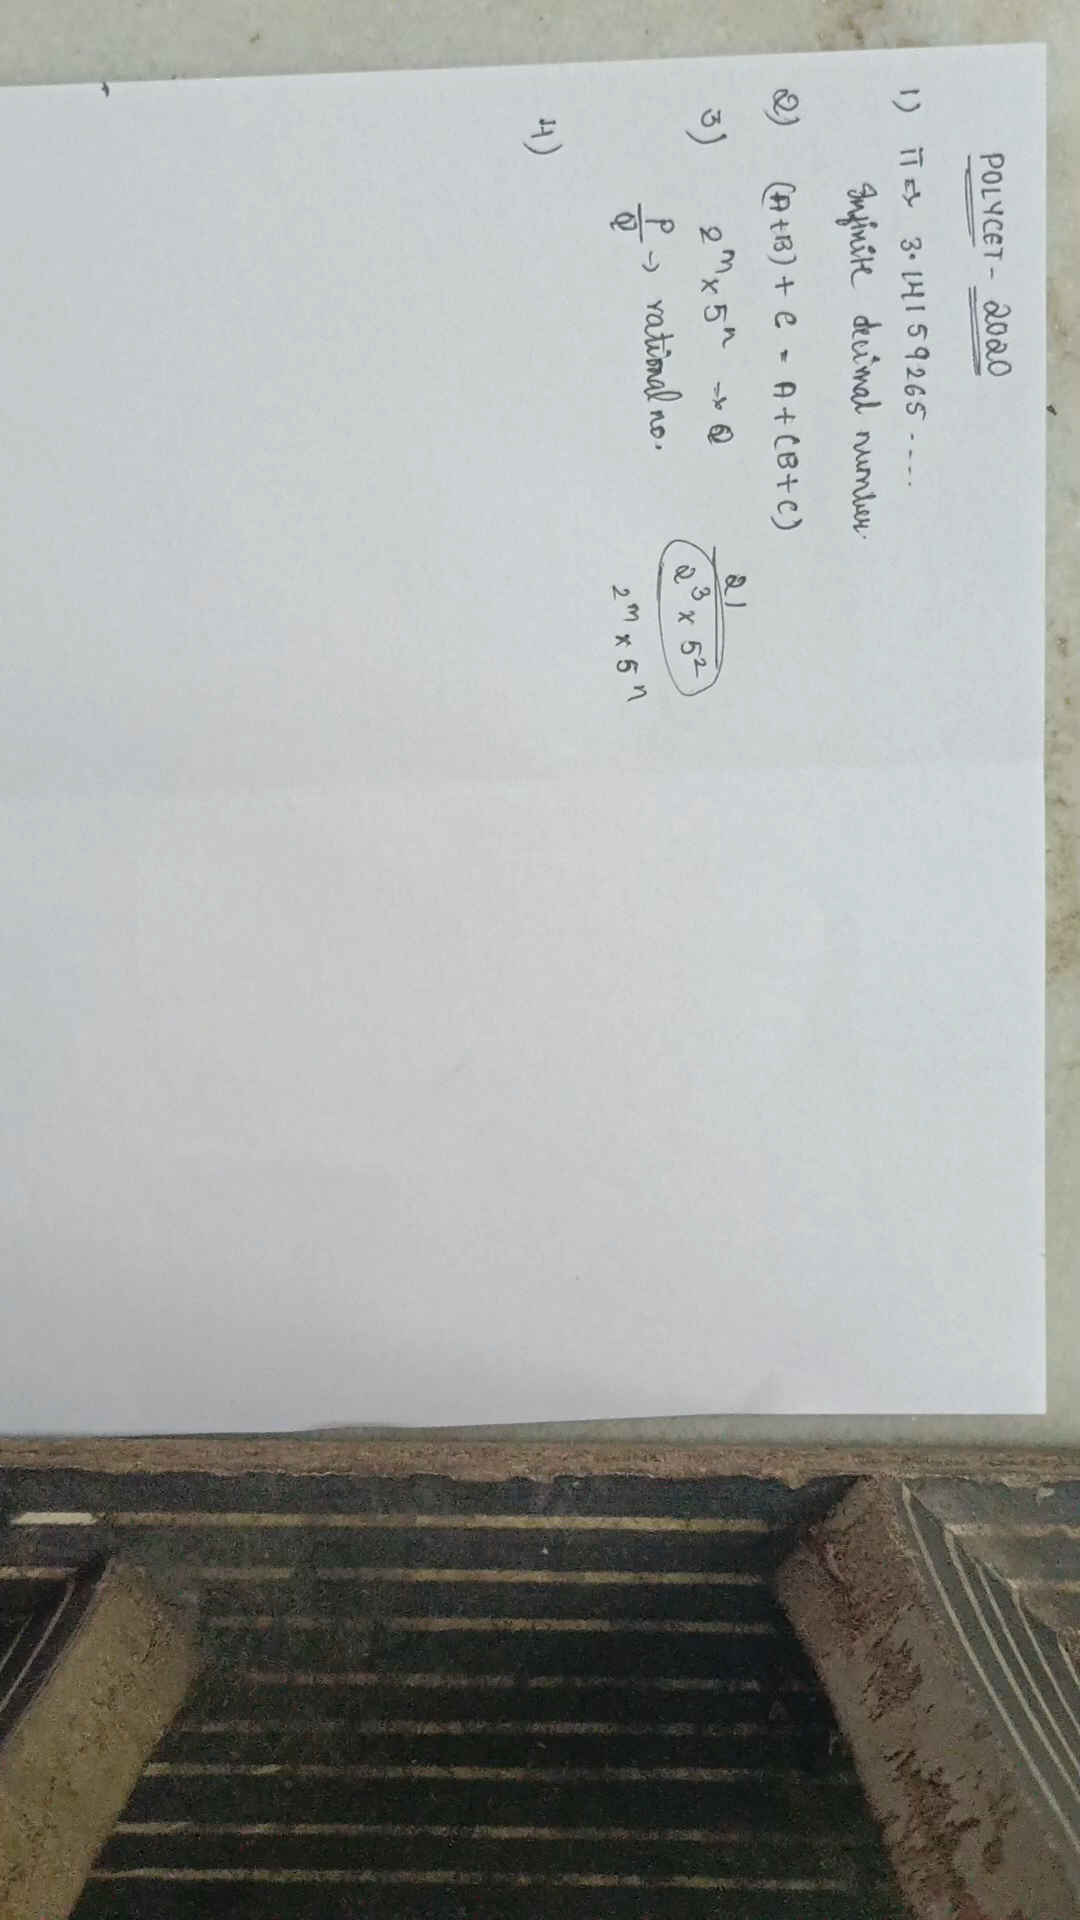 POLYCET - 2020
1) π => 3.14159265.....
Infinite decimal number.
2) (A+B) + C = A + (B+C)
3) 2^m x 5^n -> Q
P/Q -> rational no.
21
2^3 x 5^2
2^m x 5^n
4)